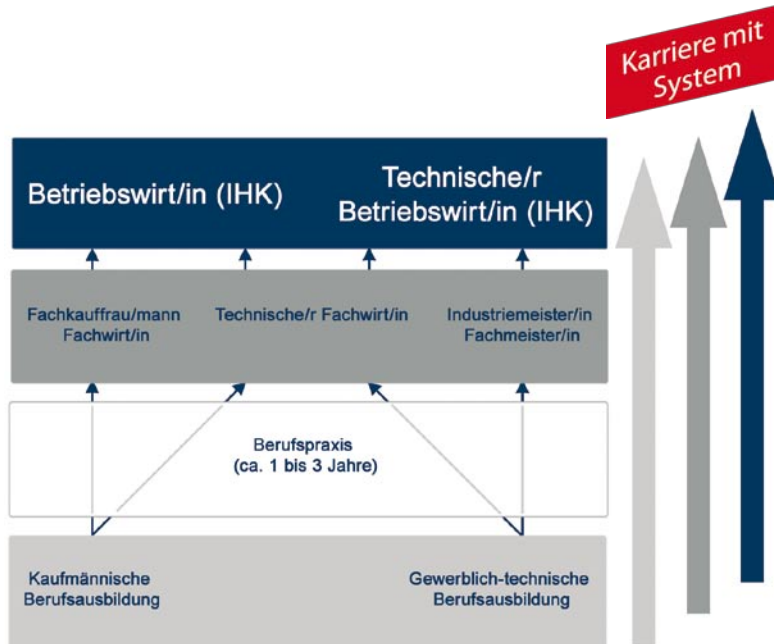 Karriere mit
System
Betriebswirt/in (IHK)
Technische/r
Betriebswirt/in (IHK)
Fachkauffrau/mann
Fachwirt/in
Technische/r Fachwirt/in
Industriemeister/in
Fachmeister/in
Berufspraxis
(ca. 1 bis 3 Jahre)
Kaufmännische
Berufsausbildung
Gewerblich-technische
Berufsausbildung